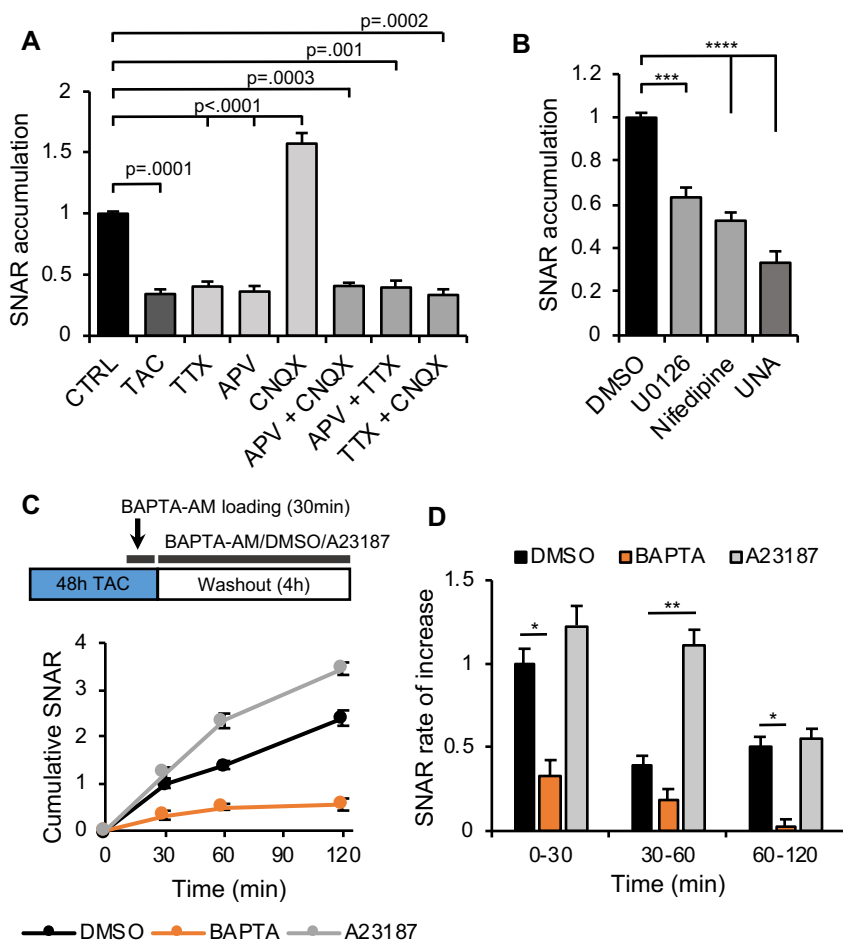 A
p=.0002
p=.001
p=.0003
p<.0001
p=.0001
SNAR accumulation
2
1.5
1
0.5
0
CTRL
TAC
TTX
APV
CNQX
APV + CNQX
APV + TTX
TTX + CNQX
B
****
***
SNAR accumulation
1.2
1
0.8
0.6
0.4
0.2
0
DMSO
U0126
Nifedipine
UNA
C
BAPTA-AM loading (30min)
BAPTA-AM/DMSO/A23187
48h TAC
Washout (4h)
Cumulative SNAR
4
3
2
1
0
0 30 60 90 120
Time (min)
DMSO BAPTA A23187
D
DMSO BAPTA A23187
SNAR rate of increase
1.5
1
0.5
0
*
**
*
0-30 30-60 60-120
Time (min)